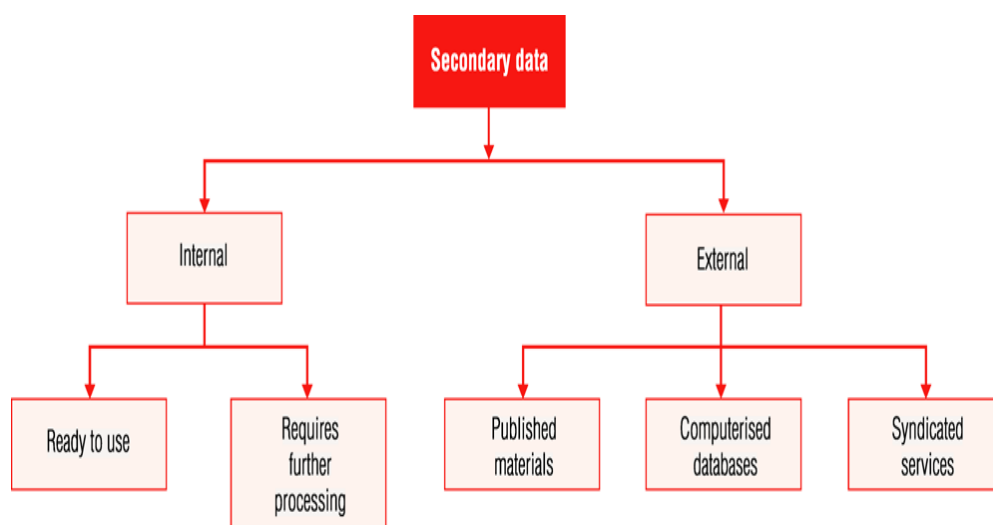 Secondary data
Internal
External
Ready to use
Requires
further
processing
Published
materials
Computerised
databases
Syndicated
services